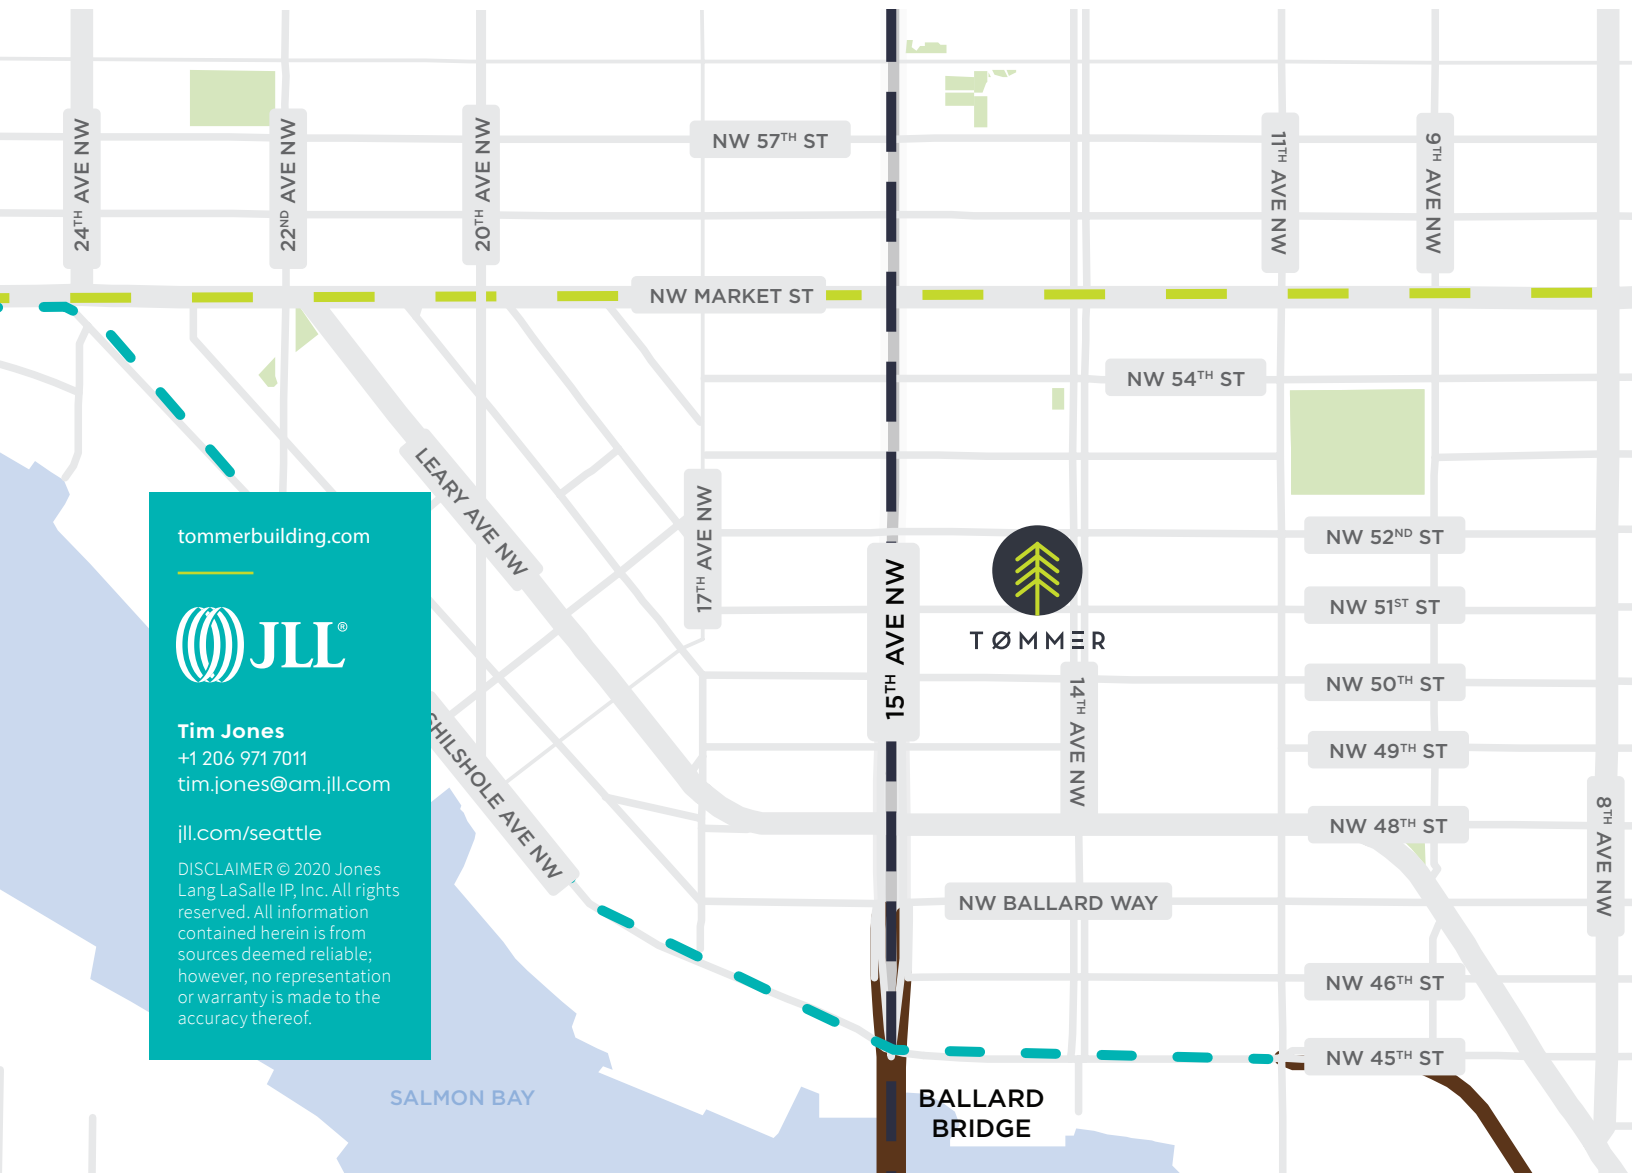 24TH AVE NW
22ND AVE NW
20TH AVE NW
NW 57TH ST
11TH AVE NW
9TH AVE NW
NW MARKET ST
NW 54TH ST
LEARY AVE NW
17TH AVE NW
15TH AVE NW
TØMMER
NW 52ND ST
NW 51ST ST
NW 50TH ST
14TH AVE NW
NW 49TH ST
NW 48TH ST
8TH AVE NW
SHILSHOLE AVE NW
NW BALLARD WAY
NW 46TH ST
NW 45TH ST
tommerbuilding.com
JLL®
Tim Jones
+1 206 971 7011
tim.jones@am.jll.com
jll.com/seattle
DISCLAIMER © 2020 Jones
Lang LaSalle IP, Inc. All rights
reserved. All information
contained herein is from
sources deemed reliable;
however, no representation
or warranty is made to the
accuracy thereof.
SALMON BAY
BALLARD
BRIDGE